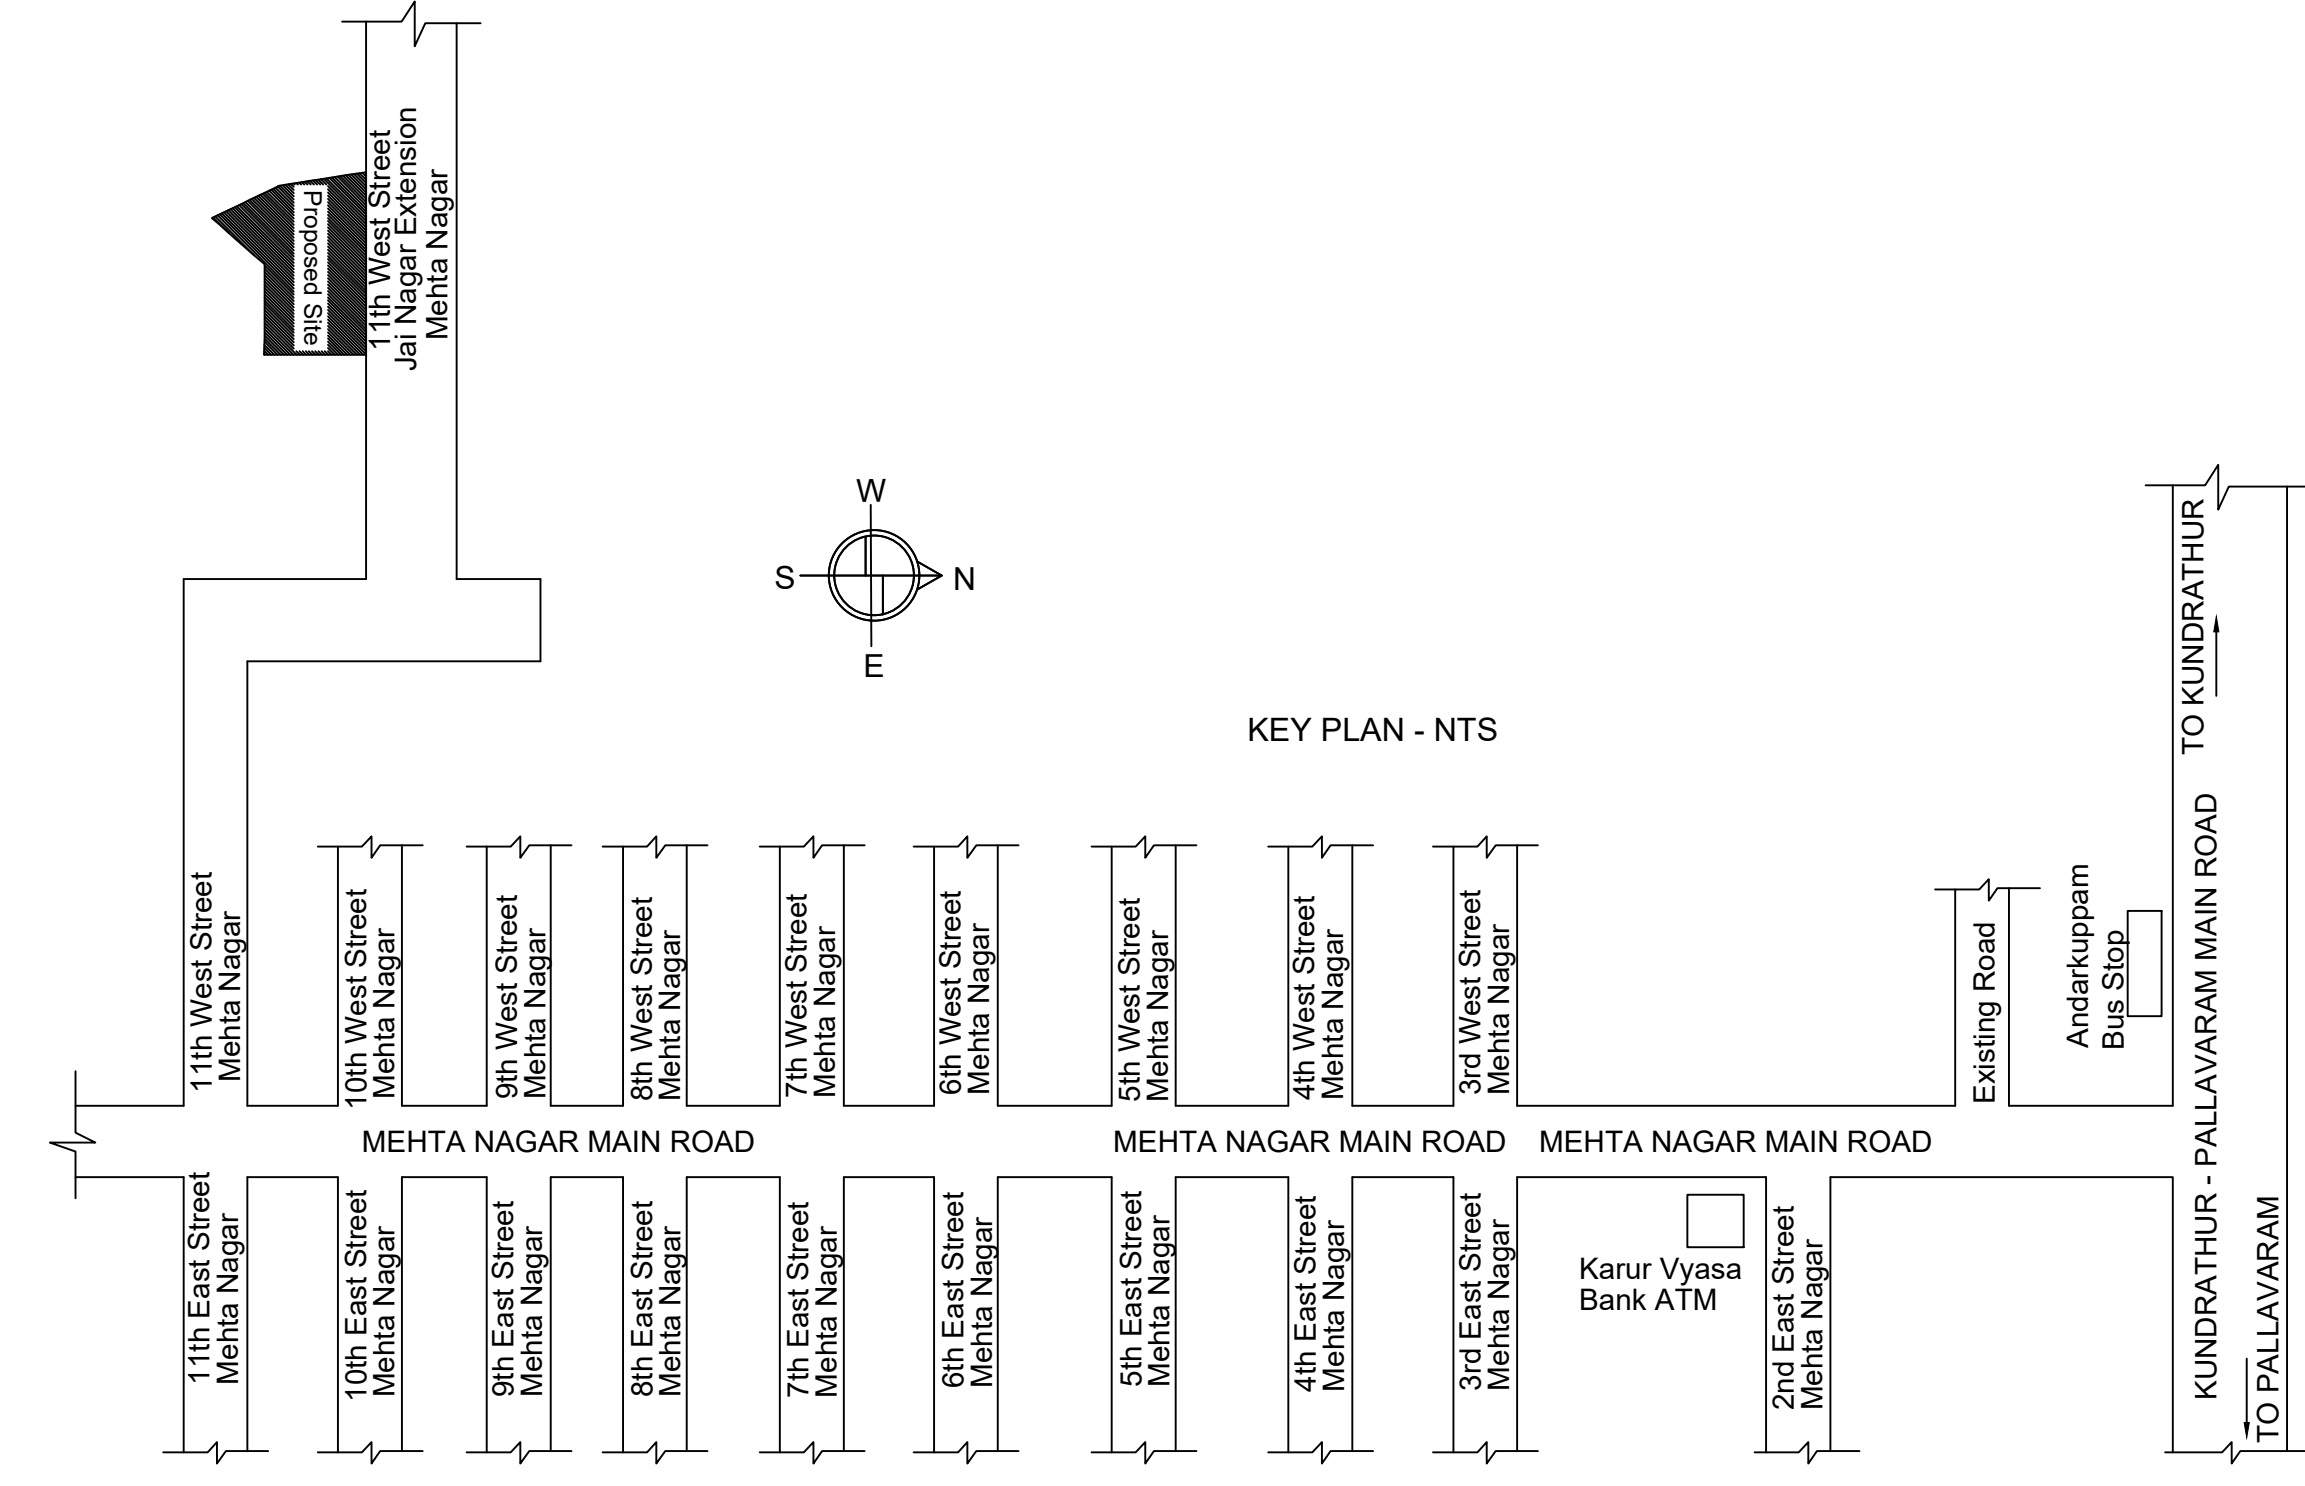 11th West Street
Jai Nagar Extension
Mehta Nagar
Proposed Site
W
S
N
E
KEY PLAN - NTS
TO KUNDRATHUR
KUNDRATHUR - PALLAVARAM MAIN ROAD
TO PALLAVARAM
11th West Street
Mehta Nagar
10th West Street
Mehta Nagar
9th West Street
Mehta Nagar
8th West Street
Mehta Nagar
7th West Street
Mehta Nagar
6th West Street
Mehta Nagar
5th West Street
Mehta Nagar
4th West Street
Mehta Nagar
3rd West Street
Mehta Nagar
Existing Road
Andarkuppam
Bus Stop
MEHTA NAGAR MAIN ROAD
MEHTA NAGAR MAIN ROAD
MEHTA NAGAR MAIN ROAD
11th East Street
Mehta Nagar
10th East Street
Mehta Nagar
9th East Street
Mehta Nagar
8th East Street
Mehta Nagar
7th East Street
Mehta Nagar
6th East Street
Mehta Nagar
5th East Street
Mehta Nagar
4th East Street
Mehta Nagar
3rd East Street
Mehta Nagar
Karur Vyasa
Bank ATM
2nd East Street
Mehta Nagar